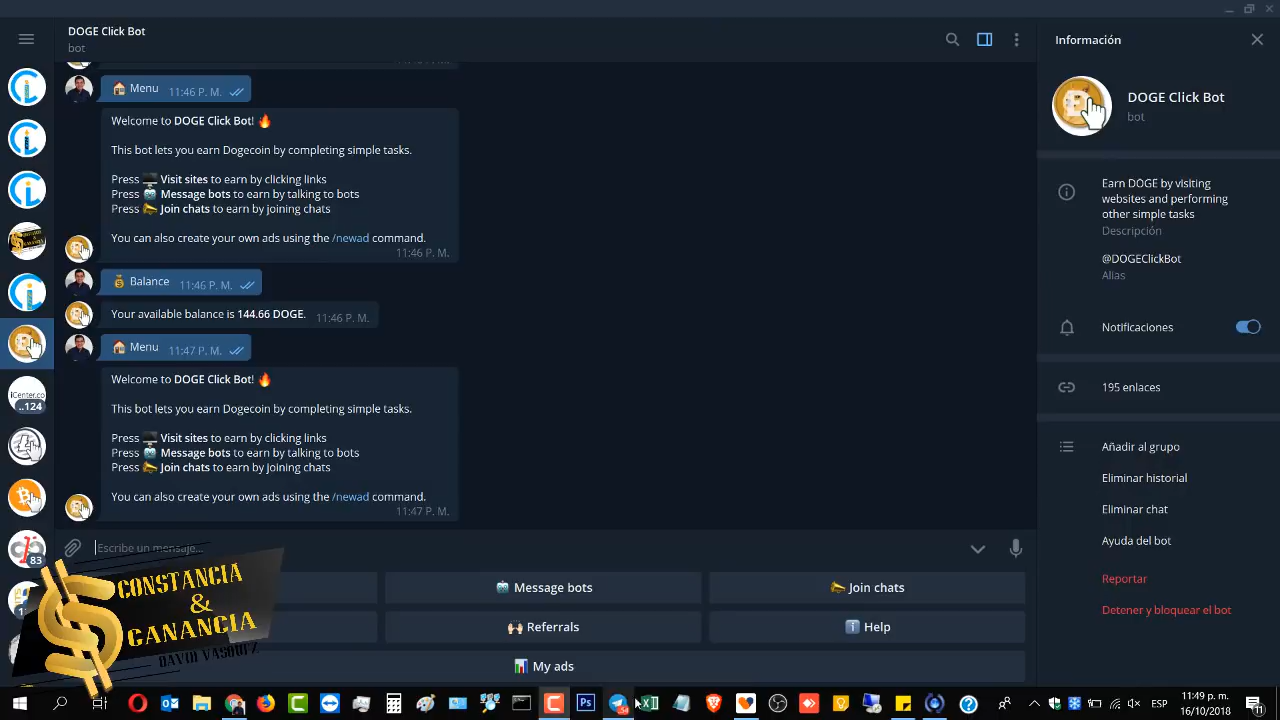 DOGE Click Bot
bot
Menu 11:46 P. M.
Welcome to DOGE Click Bot!
This bot lets you earn Dogecoin by completing simple tasks.
Press Visit sites to earn by clicking links
Press Message bots to earn by talking to bots
Press Join chats to earn by joining chats
You can also create your own ads using the /newad command.
11:46 P. M.
Balance 11:46 P. M.
Your available balance is 144.66 DOGE. 11:46 P. M.
Menu 11:47 P. M.
Welcome to DOGE Click Bot!
This bot lets you earn Dogecoin by completing simple tasks.
Press Visit sites to earn by clicking links
Press Message bots to earn by talking to bots
Press Join chats to earn by joining chats
You can also create your own ads using the /newad command.
11:47 P. M.
Escribe un mensaje...
Message bots
Join chats
Referrals
Help
My ads
Información
DOGE Click Bot
bot
Earn DOGE by visiting
websites and performing
other simple tasks
Descripción
@DOGEClickBot
Alias
Notificaciones
195 enlaces
Añadir al grupo
Eliminar historial
Eliminar chat
Ayuda del bot
Reportar
Detener y bloquear el bot
iCenter.co
..124
83
CONSTANCIA
&
GANANCIA
DAVID VASQUEZ
ESP
11:49 p. m.
16/10/2018